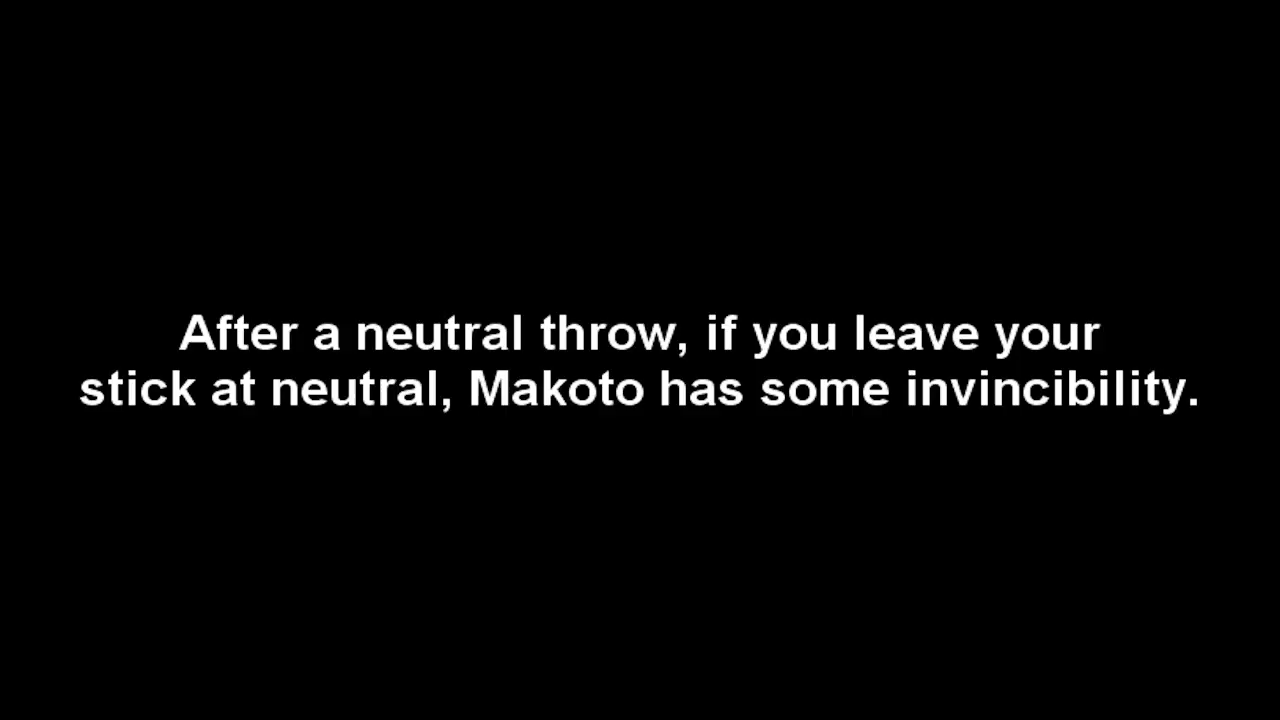 After a neutral throw, if you leave your
stick at neutral, Makoto has some invincibility.